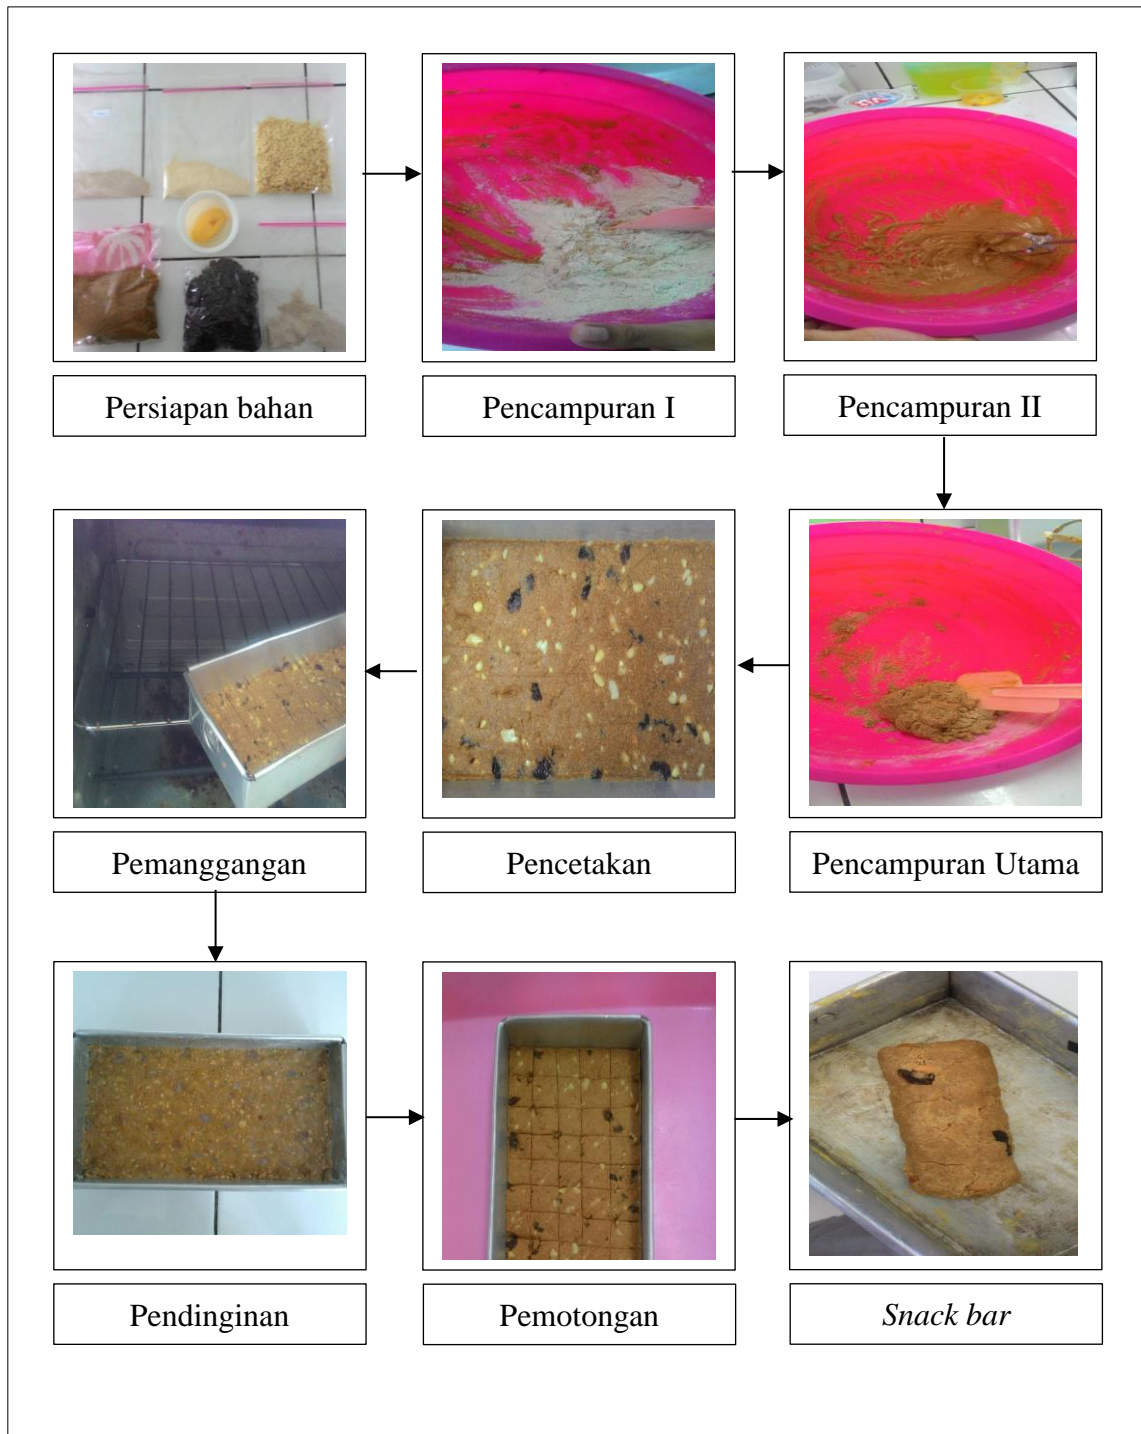 Persiapan bahan
Pencampuran I
Pencampuran II
Pencampuran Utama
Pencetakan
Pemanggangan
Pendinginan
Pemotongan
Snack bar